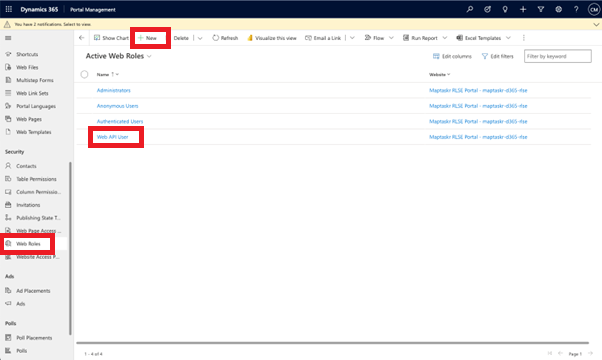 Dynamics 365 Portal Management CM
You have 2 notifications. Select to view.
Show Chart New Delete Refresh Visualize this view Email a Link Flow Run Report Excel Templates
Shortcuts
Web Files
Multistep Forms
Web Link Sets
Portal Languages
Web Pages
Web Templates
Security
Contacts
Table Permissions
Column Permissio...
Invitations
Publishing State T...
Web Page Access ...
Web Roles
Website Access P...
Ads
Ad Placements
Ads
Polls
Poll Placements
Polls
Active Web Roles Edit columns Edit filters Filter by keyword
Name Website
Administrators Maptaskr RLSE Portal - maptaskr-d365-rlse
Anonymous Users Maptaskr RLSE Portal - maptaskr-d365-rlse
Authenticated Users Maptaskr RLSE Portal - maptaskr-d365-rlse
Web API User Maptaskr RLSE Portal - maptaskr-d365-rlse
1 - 4 of 4 Page 1